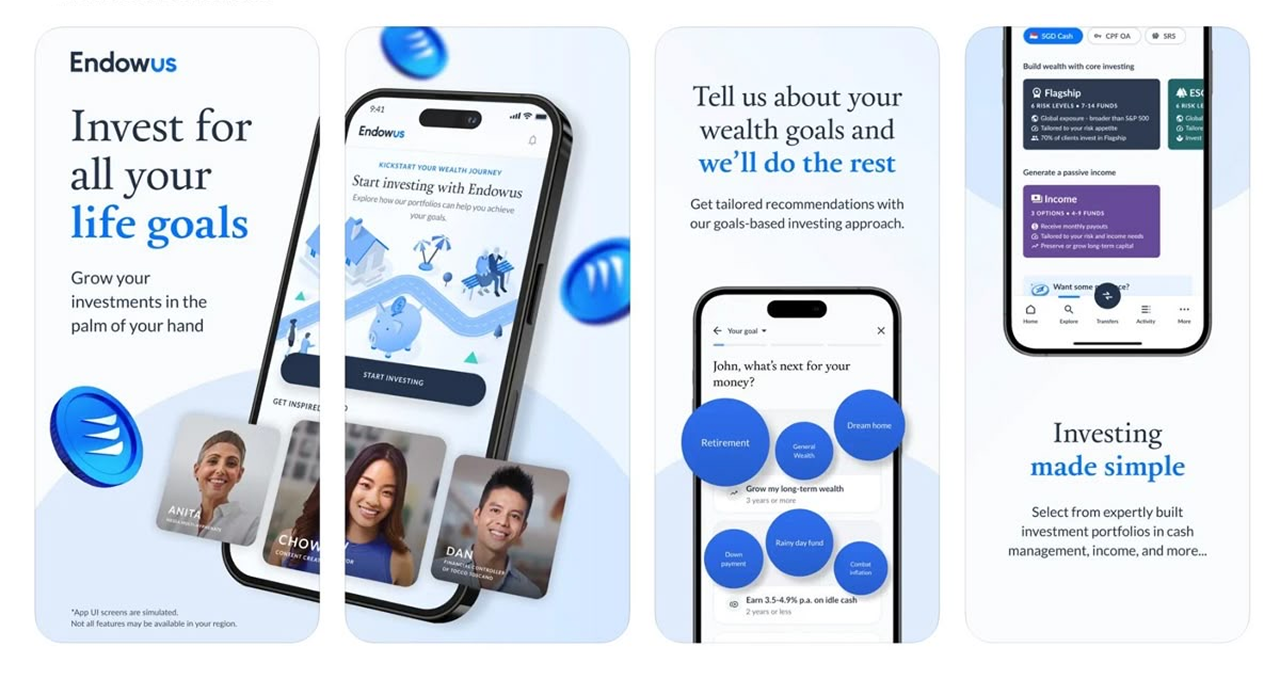 Endowus
Invest for
all your
life goals
Grow your
investments in the
palm of your hand
GET INSPIRED
ANITA
CHOW
CONTENT
*App UI screens are simulated.
Not all features may be available in your region.
9:41
Endowus
KICKSTART YOUR WEALTH JOURNEY
Start investing with Endowus
Explore how our portfolios can help you achieve
your goals.
START INVESTING
DAN
FINANCIAL CONTROLLER
OF TOCCO TOSCANO
Tell us about your
wealth goals and
we'll do the rest
Get tailored recommendations with
our goals-based investing approach.
Your goal
John, what's next for your
money?
Retirement
General
Wealth
Dream home
Grow my long-term wealth
3 years or more
Down
payment
Rainy day fund
Combat
inflation
Earn 3.5-4.9% p.a. on idle cash
2 years or less
SGD Cash
CPF OA
SRS
Build wealth with core investing
Flagship
6 RISK LEVELS • 7-14 FUNDS
Global exposure - broader than S&P 500
Tailored to your risk appetite
70% of clients invest in Flagship
ESG
6 RISK LE
Global
Tailore
Invest
Generate a passive income
Income
3 OPTIONS • 4-9 FUNDS
Receive monthly payouts
Tailored to your risk and income needs
Preserve or grow long-term capital
Want some
Home
Explore
Transfers
Activity
More
Investing
made simple
Select from expertly built
investment portfolios in cash
management, income, and more...